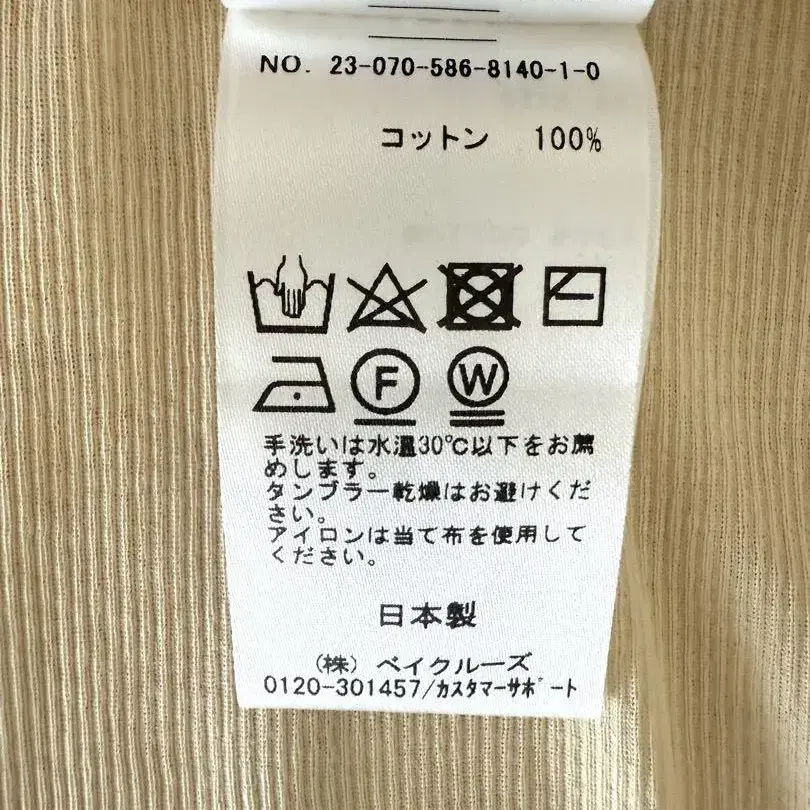 NO. 23-070-586-8140-1-0
コットン 100%
F W
手洗いは水温30℃以下をお薦
めします。
タンブラー乾燥はお避けくだ
さい。
アイロンは当て布を使用して
ください。
日本製
(株) ベイクルーズ
0120-301457/カスタマーサポート